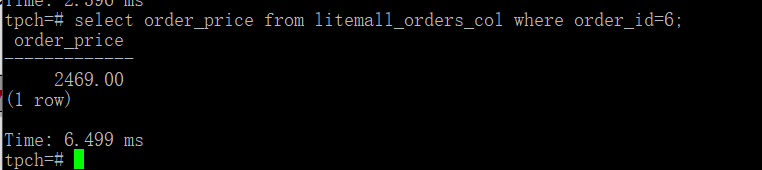 Time: 2.590 ms
tpch=# select order_price from litemall_orders_col where order_id=6;
order_price
-------------
2469.00
(1 row)
Time: 6.499 ms
tpch=#